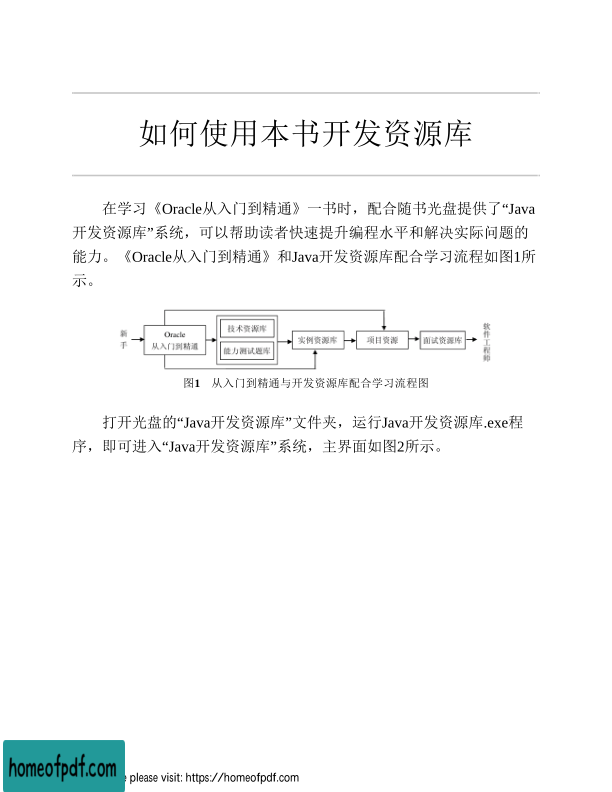 如何使用本书开发资源库
在学习《Oracle从入门到精通》一书时，配合随书光盘提供了“Java
开发资源库”系统，可以帮助读者快速提升编程水平和解决实际问题的
能力。《Oracle从入门到精通》和Java开发资源库配合学习流程如图1所
示。
新手
Oracle
从入门到精通
技术资源库
能力测试题库
实例资源库
项目资源
面试资源库
软件工程师
图1 从入门到精通与开发资源库配合学习流程图
打开光盘的“Java开发资源库”文件夹，运行Java开发资源库.exe程
序，即可进入“Java开发资源库”系统，主界面如图2所示。
homeofpdf.com
e please visit: https://homeofpdf.com